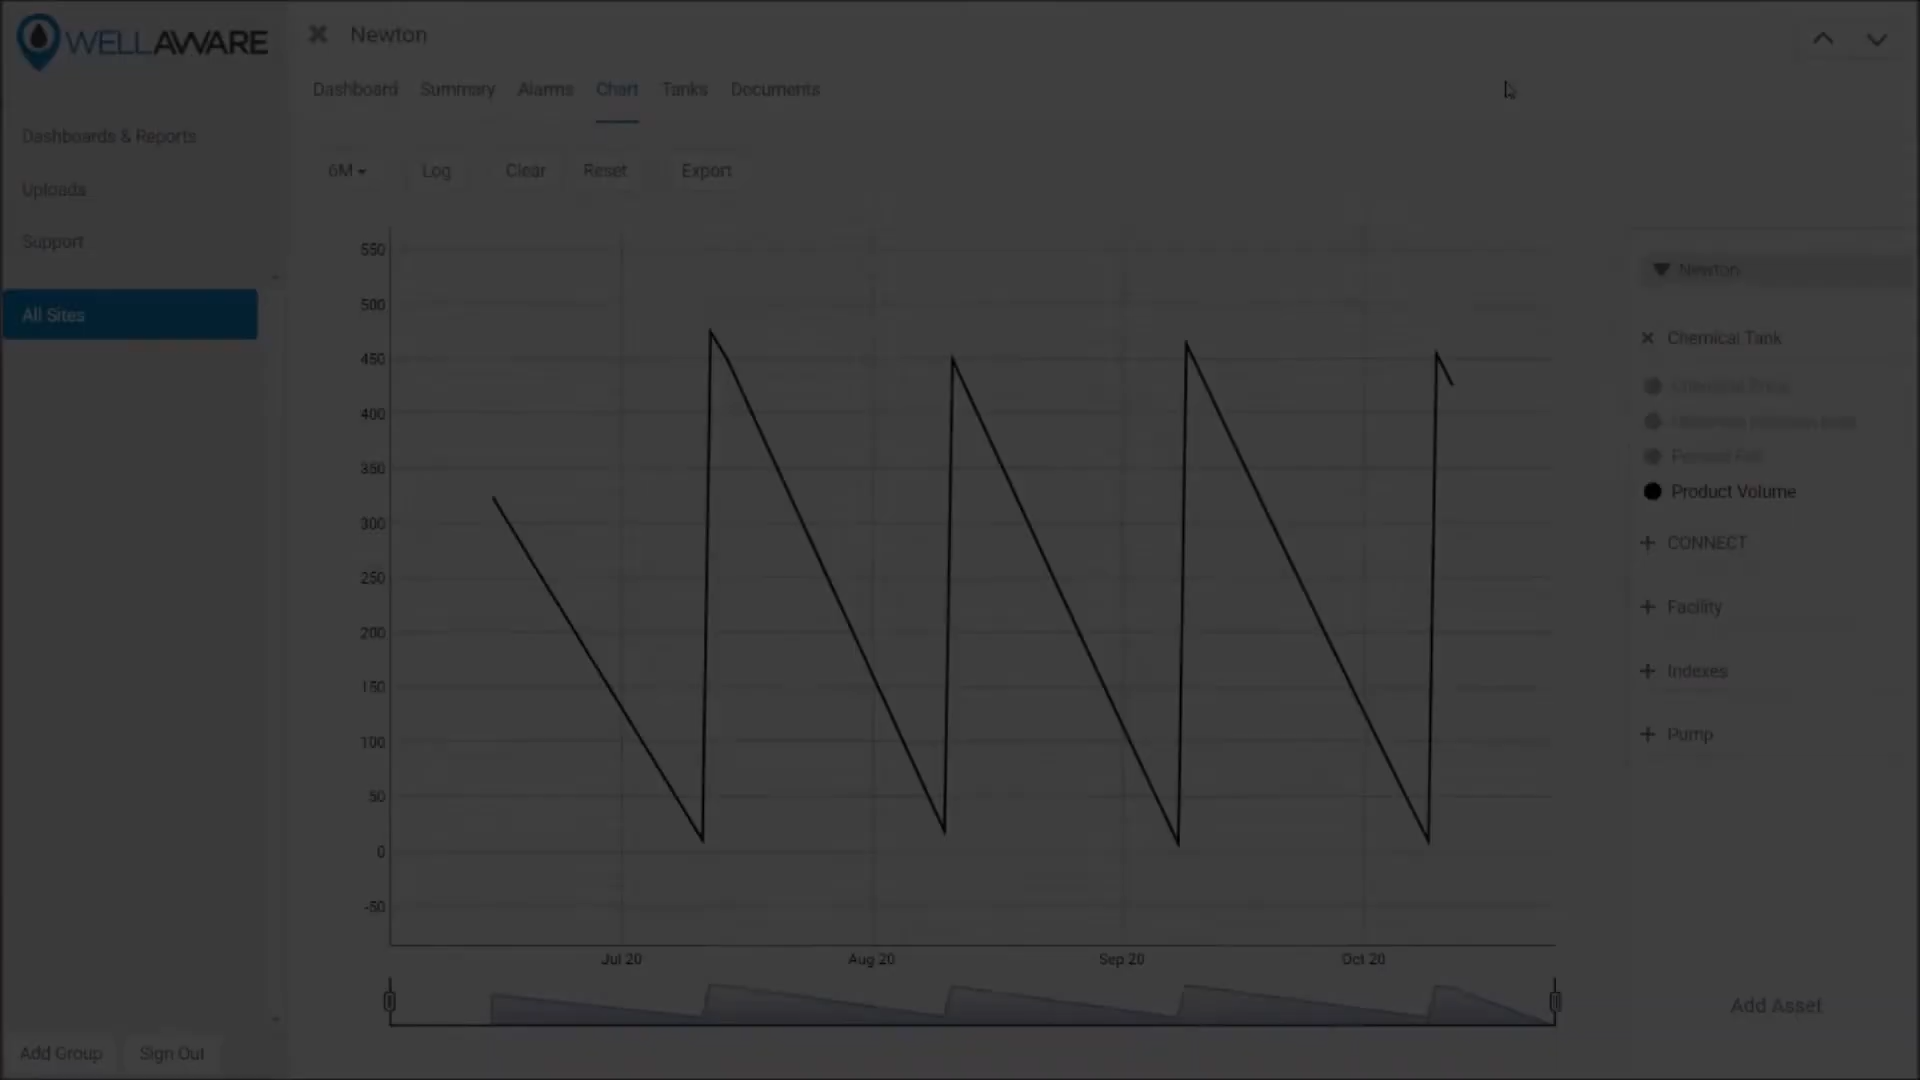 WELLAWARE
Newton
Dashboard Summary Alarms Chart Tanks Documents
Dashboards & Reports
Uploads
Support
All Sites
6M Log Clear Reset Export
550
500
450
400
350
300
250
200
150
100
50
0
-50
Jul 20 Aug 20 Sep 20 Oct 20
Newton
Chemical Tank
Product Volume
CONNECT
Facility
Indexes
Pump
Add Asset
Add Group Sign Out